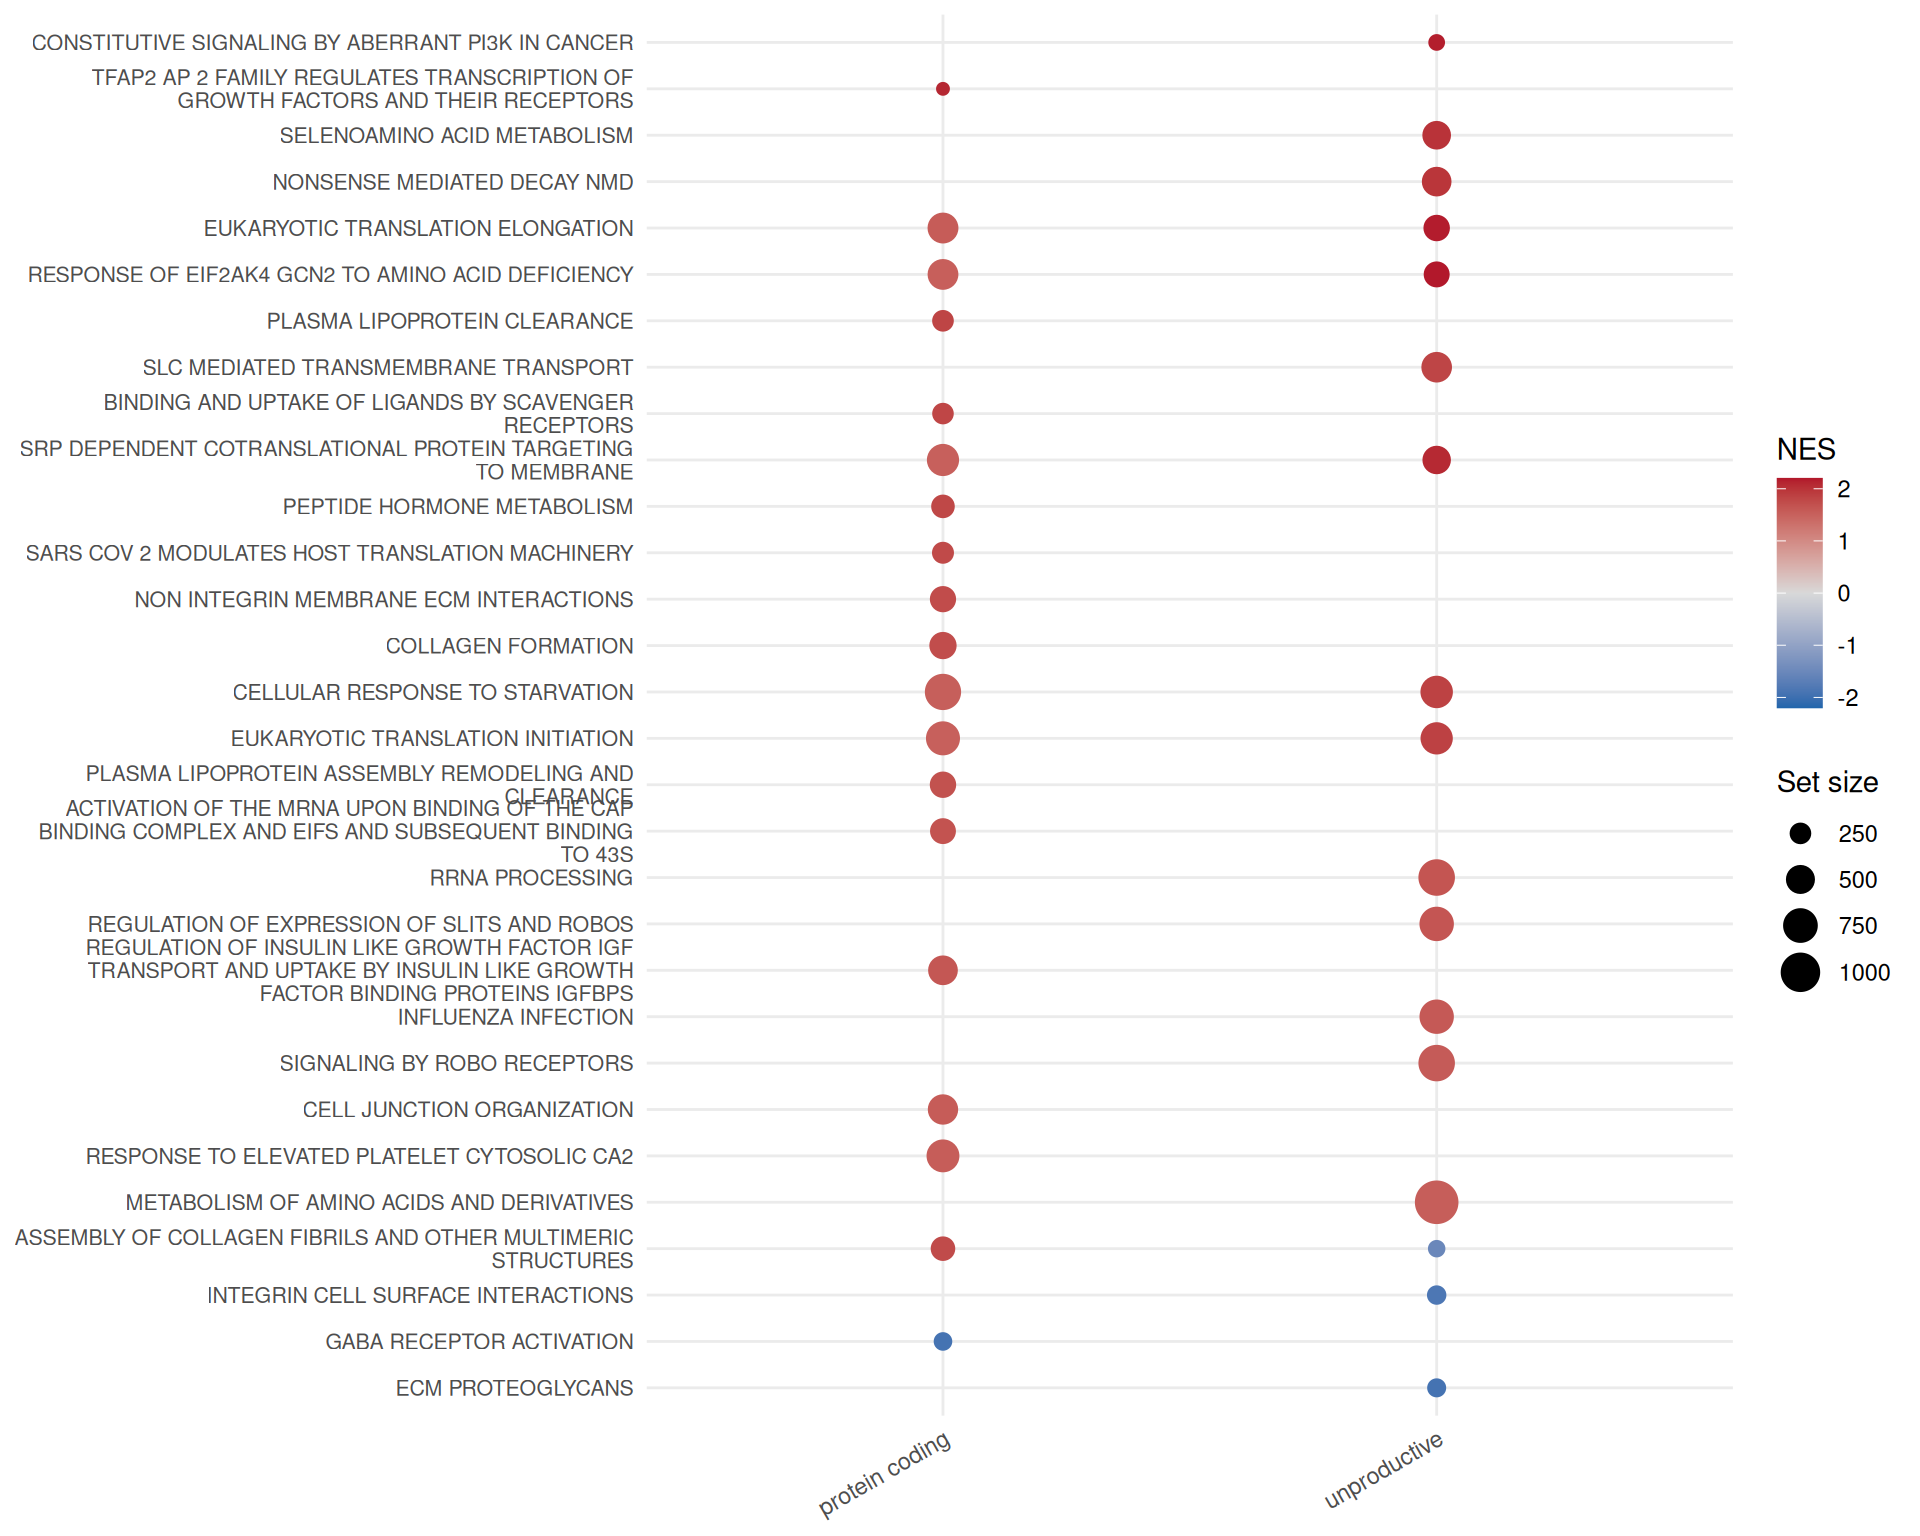 CONSTITUTIVE SIGNALING BY ABERRANT PI3K IN CANCER
TFAP2 AP 2 FAMILY REGULATES TRANSCRIPTION OF
GROWTH FACTORS AND THEIR RECEPTORS
SELENOAMINO ACID METABOLISM
NONSENSE MEDIATED DECAY NMD
EUKARYOTIC TRANSLATION ELONGATION
RESPONSE OF EIF2AK4 GCN2 TO AMINO ACID DEFICIENCY
PLASMA LIPOPROTEIN CLEARANCE
SLC MEDIATED TRANSMEMBRANE TRANSPORT
BINDING AND UPTAKE OF LIGANDS BY SCAVENGER
RECEPTORS
SRP DEPENDENT COTRANSLATIONAL PROTEIN TARGETING
TO MEMBRANE
PEPTIDE HORMONE METABOLISM
SARS COV 2 MODULATES HOST TRANSLATION MACHINERY
NON INTEGRIN MEMBRANE ECM INTERACTIONS
COLLAGEN FORMATION
CELLULAR RESPONSE TO STARVATION
EUKARYOTIC TRANSLATION INITIATION
PLASMA LIPOPROTEIN ASSEMBLY REMODELING AND
CLEARANCE
ACTIVATION OF THE MRNA UPON BINDING OF THE CAP
BINDING COMPLEX AND EIFS AND SUBSEQUENT BINDING
TO 43S
RRNA PROCESSING
REGULATION OF EXPRESSION OF SLITS AND ROBOS
REGULATION OF INSULIN LIKE GROWTH FACTOR IGF
TRANSPORT AND UPTAKE BY INSULIN LIKE GROWTH
FACTOR BINDING PROTEINS IGFBPS
INFLUENZA INFECTION
SIGNALING BY ROBO RECEPTORS
CELL JUNCTION ORGANIZATION
RESPONSE TO ELEVATED PLATELET CYTOSOLIC CA2
METABOLISM OF AMINO ACIDS AND DERIVATIVES
ASSEMBLY OF COLLAGEN FIBRILS AND OTHER MULTIMERIC
STRUCTURES
INTEGRIN CELL SURFACE INTERACTIONS
GABA RECEPTOR ACTIVATION
ECM PROTEOGLYCANS
protein coding
unproductive
NES
2
1
0
-1
-2
Set size
250
500
750
1000